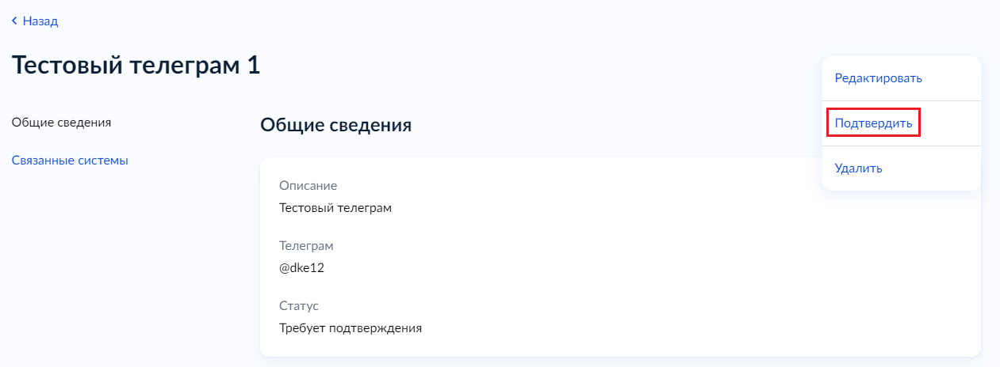 Назад
Тестовый телеграм 1
Редактировать
Подтвердить
Удалить
Общие сведения
Связанные системы
Общие сведения
Описание
Тестовый телеграм
Телеграм
@dke12
Статус
Требует подтверждения